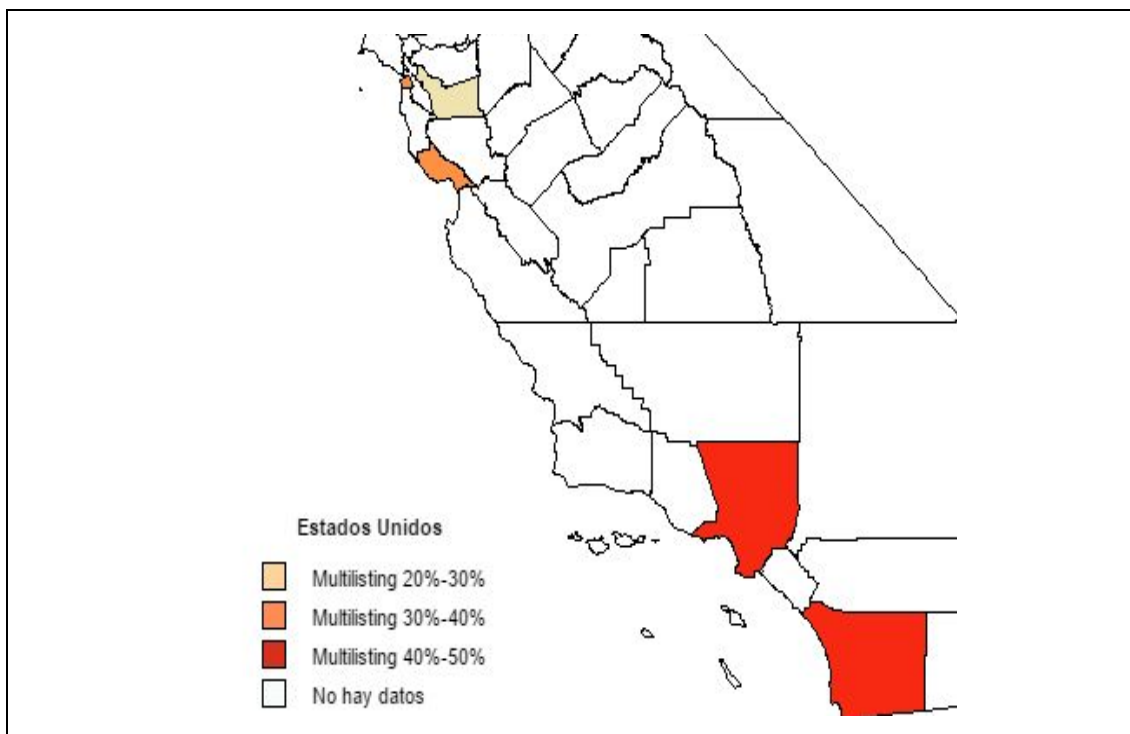 Estados Unidos
Multilisting 20%-30%
Multilisting 30%-40%
Multilisting 40%-50%
No hay datos